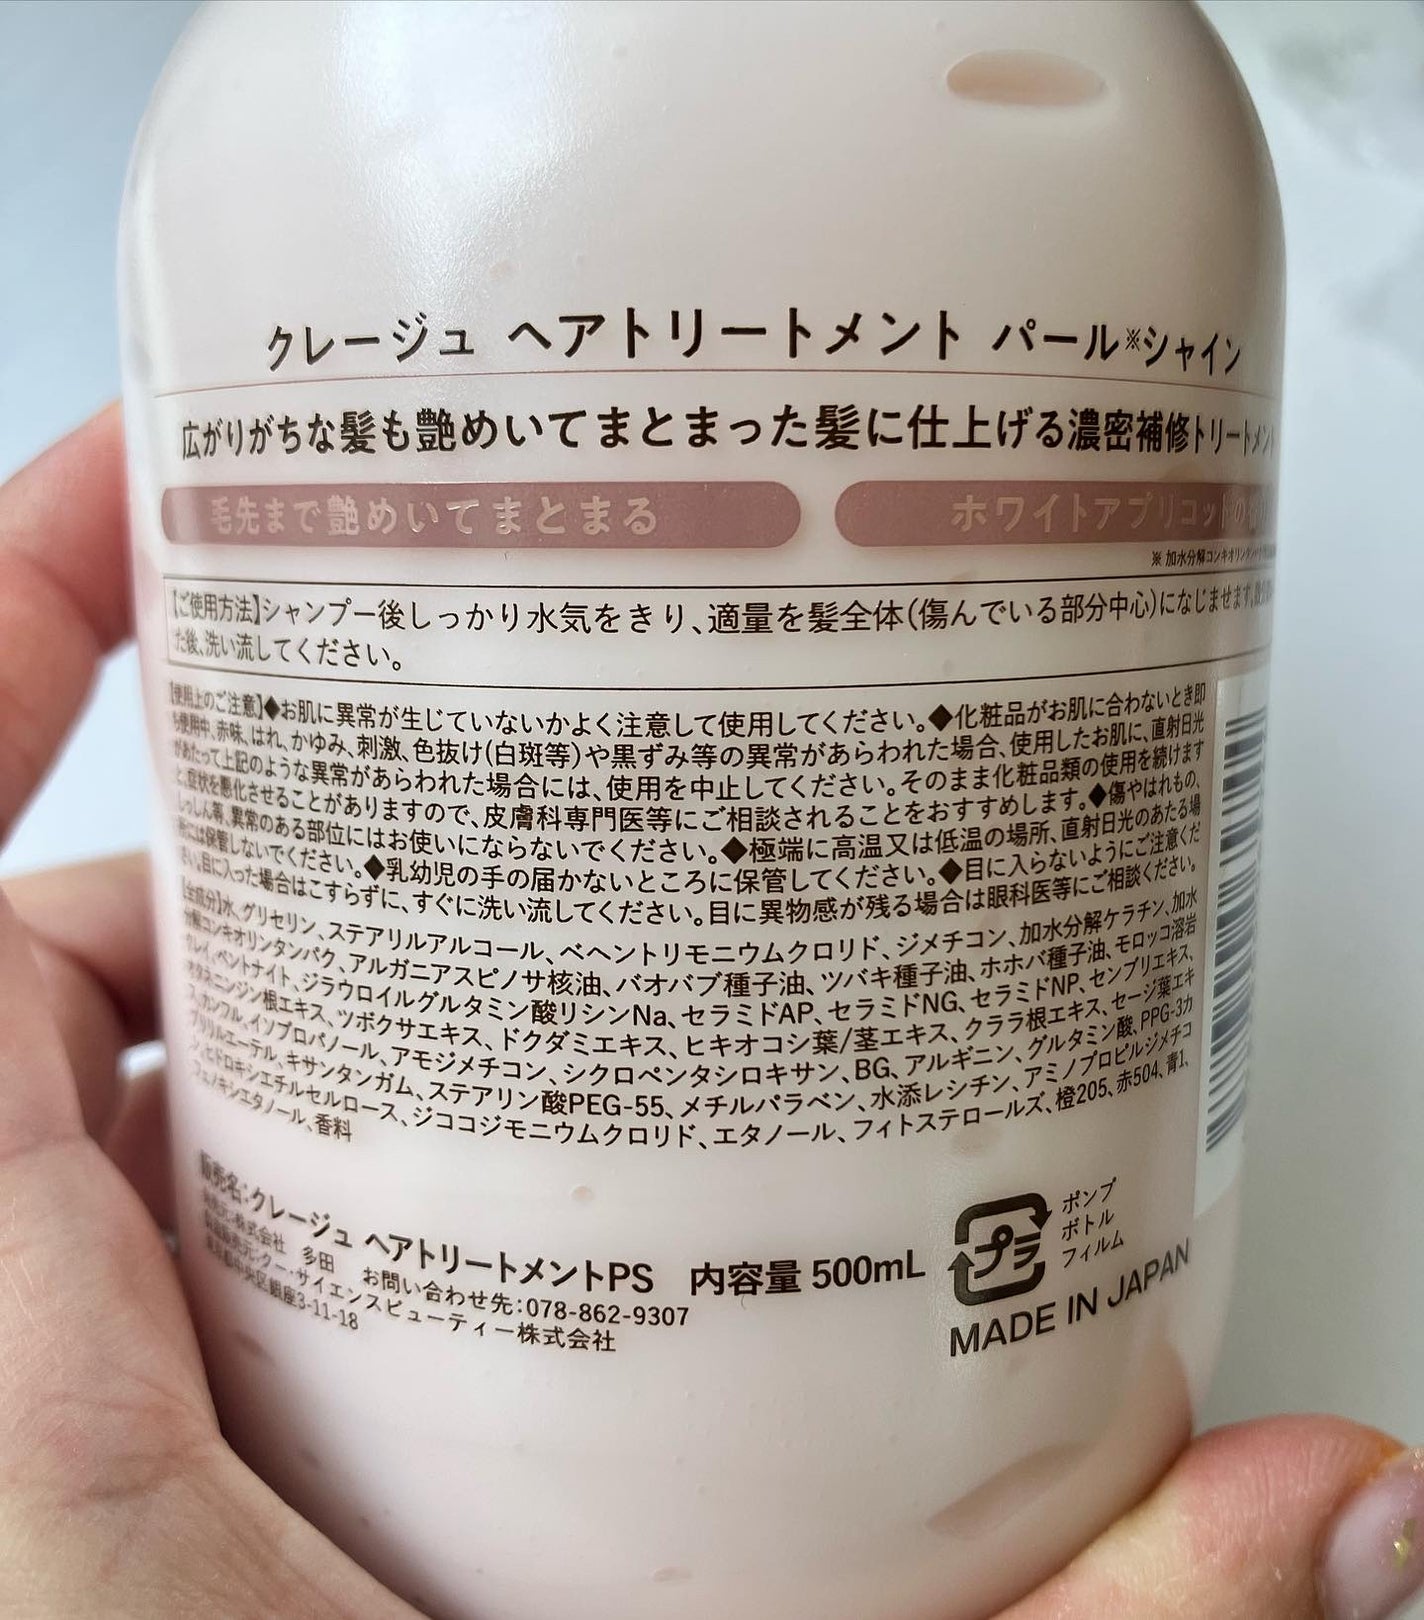 クレージュ ヘアトリートメント パール※シャイン
広がりがちな髪も艶めいてまとまった髪に仕上げる濃密補修トリートメント
毛先まで艶めいてまとまる
ホワイトアプリコットの
※ 加水分解コンキオリンタンパク
【ご使用方法】シャンプー後しっかり水気をきり、適量を髪全体(傷んでいる部分中心)になじませます。
た後、洗い流してください。
【使用上のご注意】◆お肌に異常が生じていないかよく注意して使用してください。◆化粧品がお肌に合わないとき即
ち使用中、赤味、はれ、かゆみ、刺激、色抜け(白斑等)や黒ずみ等の異常があらわれた場合、使用したお肌に、直射日光
があたって上記のような異常があらわれた場合には、使用を中止してください。そのまま化粧品類の使用を続けます
と、症状を悪化させることがありますので、皮膚科専門医等にご相談されることをおすすめします。◆傷やはれもの、
しっしん等、異常のある部位にはお使いにならないでください。◆極端に高温又は低温の場所、直射日光のあたる場
所には保管しないでください。◆乳幼児の手の届かないところに保管してください。◆目に入らないようにご注意くだ
さい。目に入った場合はこすらずに、すぐに洗い流してください。目に異物感が残る場合は眼科医等にご相談ください。
【全成分】水、グリセリン、ステアリルアルコール、ベヘントリモニウムクロリド、ジメチコン、加水分解ケラチン、加水
分解コンキオリンタンパク、アルガニアスピノサ核油、バオバブ種子油、ツバキ種子油、ホホバ種子油、モロッコ溶岩
クレイ、ベントナイト、ジラウロイルグルタミン酸リシンNa、セラミドAP、セラミドNG、セラミドNP、センブリエキス、
オタネニンジン根エキス、ツボクサエキス、ドクダミエキス、ヒキオコシ葉/茎エキス、クララ根エキス、セージ葉エキ
ス、カンフル、イソプロパノール、アモジメチコン、シクロペンタシロキサン、BG、アルギニン、グルタミン酸、PPG-3カ
プリリルエーテル、キサンタンガム、ステアリン酸PEG-55、メチルパラベン、水添レシチン、アミノプロピルジメチコ
ン、ヒドロキシエチルセルロース、ジココジモニウムクロリド、エタノール、フィトステロールズ、橙205、赤504、青1、
フェノキシエタノール、香料
販売名:クレージュ ヘアトリートメントPS 内容量 500mL
発売元:株式会社 多田 お問い合わせ先:078-862-9307
製造販売元:クー・サイエンスビューティー株式会社
東京都中央区銀座3-11-18
プラ
ポンプ
ボトル
フィルム
MADE IN JAPAN